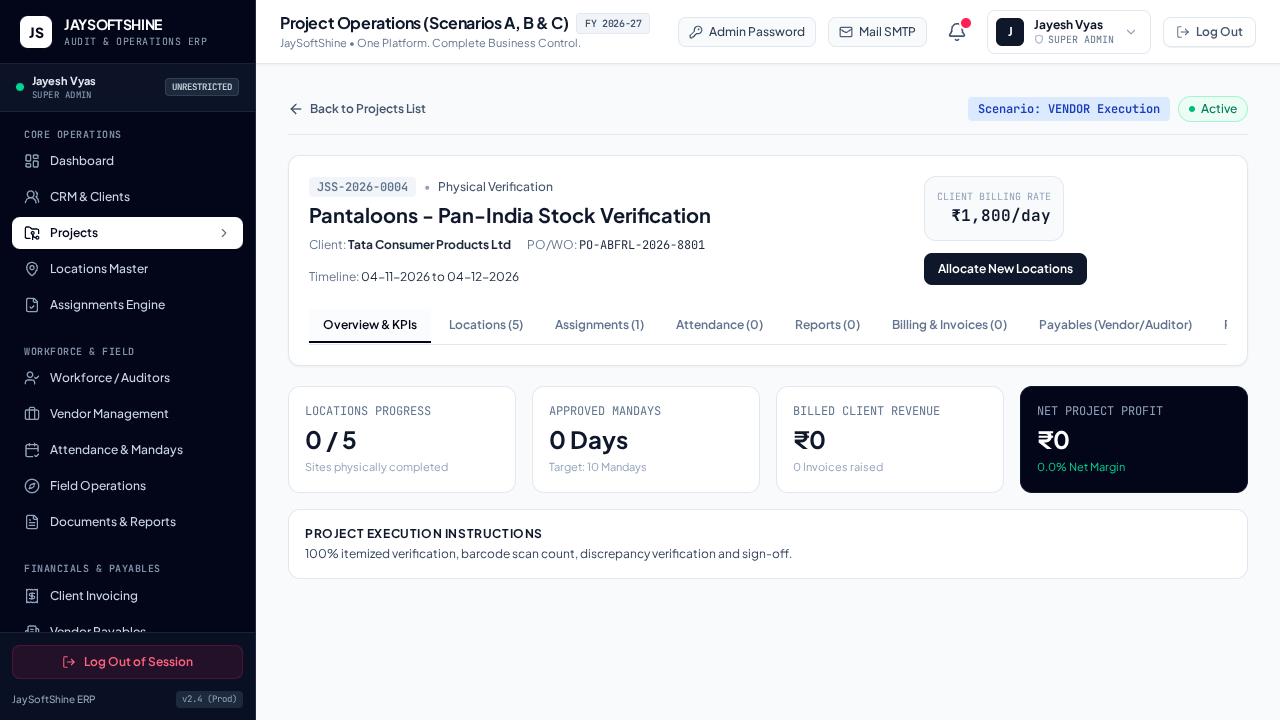 JS
JAYSOFTSHINE
AUDIT & OPERATIONS ERP
Jayesh Vyas
SUPER ADMIN
UNRESTRICTED
CORE OPERATIONS
Dashboard
CRM & Clients
Projects
Locations Master
Assignments Engine
WORKFORCE & FIELD
Workforce / Auditors
Vendor Management
Attendance & Mandays
Field Operations
Documents & Reports
FINANCIALS & PAYABLES
Client Invoicing
Vendor Payables
Log Out of Session
JaySoftShine ERP
v2.4 (Prod)
Project Operations (Scenarios A, B & C)
FY 2026-27
JaySoftShine • One Platform. Complete Business Control.
Admin Password
Mail SMTP
J
Jayesh Vyas
SUPER ADMIN
Log Out
Back to Projects List
Scenario: VENDOR Execution
Active
JSS-2026-0004 • Physical Verification
Pantaloons - Pan-India Stock Verification
Client: Tata Consumer Products Ltd PO/WO: PO-ABFRL-2026-8801
Timeline: 04-11-2026 to 04-12-2026
CLIENT BILLING RATE
₹1,800/day
Allocate New Locations
Overview & KPIs
Locations (5)
Assignments (1)
Attendance (0)
Reports (0)
Billing & Invoices (0)
Payables (Vendor/Auditor)
LOCATIONS PROGRESS
0 / 5
Sites physically completed
APPROVED MANDAYS
0 Days
Target: 10 Mandays
BILLED CLIENT REVENUE
₹0
0 Invoices raised
NET PROJECT PROFIT
₹0
0.0% Net Margin
PROJECT EXECUTION INSTRUCTIONS
100% itemized verification, barcode scan count, discrepancy verification and sign-off.